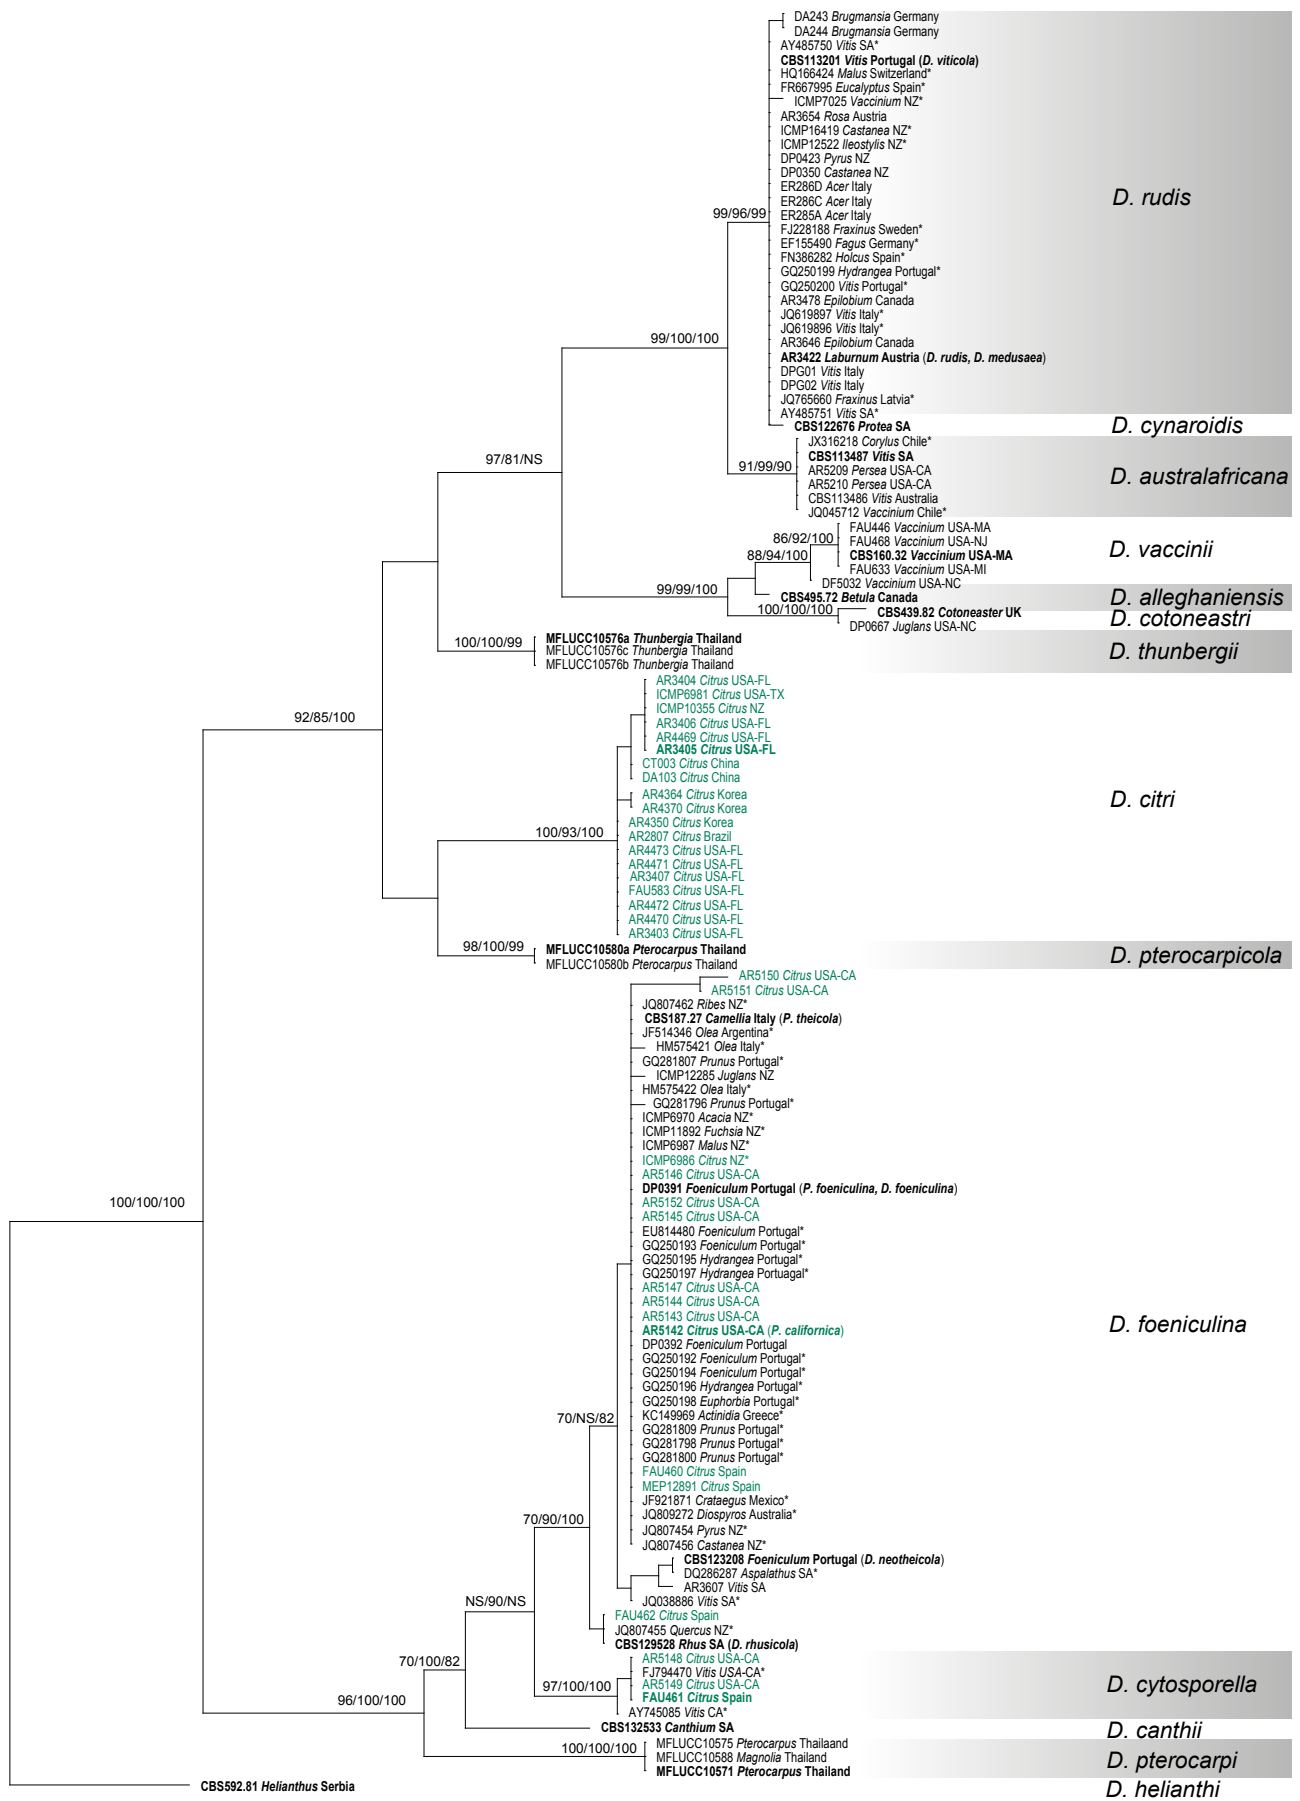 DA243 Brugmansia Germany
DA244 Brugmansia Germany
AY485750 Vitis SA*
CBS113201 Vitis Portugal (D. viticola)
HQ166424 Malus Switzerland*
FR667995 Eucalyptus Spain*
ICMP7025 Vaccinium NZ*
AR3654 Rosa Austria
ICMP16419 Castanea NZ*
ICMP12522 Ileostylis NZ*
DP0423 Pyrus NZ
DP0350 Castanea NZ
ER286D Acer Italy
D. rudis
ER286C Acer Italy
ER285A Acer Italy
99/96/99
FJ228188 Fraxinus Sweden*
EF155490 Fagus Germany*
FN386282 Holcus Spain*
GQ250199 Hydrangea Portugal*
GQ250200 Vitis Portugal*
AR3478 Epilobium Canada
JQ619897 Vitis Italy*
JQ619896 Vitis Italy*
99/100/100
AR3646 Epilobium Canada
AR3422 Laburnum Austria (D. rudis, D. medusaea)
DPG01 Vitis Italy
DPG02 Vitis Italy
JQ765660 Fraxinus Latvia*
AY485751 Vitis SA*
CBS122676 Protea SA
D. cynaroidis
JX316218 Corylus Chile*
CBS113487 Vitis SA
97/81/NS
91/99/90
AR5209 Persea USA-CA
D. australafricana
AR5210 Persea USA-CA
CBS113486 Vitis Australia
JQ045712 Vaccinium Chile*
FAU446 Vaccinium USA-MA
86/92/100
FAU468 Vaccinium USA-NJ
D. vaccinii
88/94/100
CBS160.32 Vaccinium USA-MA
FAU633 Vaccinium USA-MI
DF5032 Vaccinium USA-NC
99/99/100
CBS495.72 Betula Canada
D. alleghaniensis
100/100/100
CBS439.82 Cotoneaster UK
D. cotoneastri
DP0667 Juglans USA-NC
100/100/99
MFLUCC10576a Thunbergia Thailand
MFLUCC10576c Thunbergia Thailand
D. thunbergii
MFLUCC10576b Thunbergia Thailand
AR3404 Citrus USA-FL
ICMP6981 Citrus USA-TX
ICMP10355 Citrus NZ
92/85/100
AR3406 Citrus USA-FL
AR4469 Citrus USA-FL
AR3405 Citrus USA-FL
CT003 Citrus China
DA103 Citrus China
AR4364 Citrus Korea
D. citri
AR4370 Citrus Korea
AR4350 Citrus Korea
100/93/100
AR2807 Citrus Brazil
AR4473 Citrus USA-FL
AR4471 Citrus USA-FL
AR3407 Citrus USA-FL
FAU583 Citrus USA-FL
AR4472 Citrus USA-FL
AR4470 Citrus USA-FL
AR3403 Citrus USA-FL
98/100/99
MFLUCC10580a Pterocarpus Thailand
D. pterocarpicola
MFLUCC10580b Pterocarpus Thailand
AR5150 Citrus USA-CA
AR5151 Citrus USA-CA
JQ807462 Ribes NZ*
CBS187.27 Camellia Italy (P. theicola)
JF514346 Olea Argentina*
HM575421 Olea Italy*
GQ281807 Prunus Portugal*
ICMP12285 Juglans NZ
HM575422 Olea Italy*
GQ281796 Prunus Portugal*
ICMP6970 Acacia NZ*
ICMP11892 Fuchsia NZ*
ICMP6987 Malus NZ*
ICMP6986 Citrus NZ*
AR5146 Citrus USA-CA
DP0391 Foeniculum Portugal (P. foeniculina, D. foeniculina)
100/100/100
AR5152 Citrus USA-CA
AR5145 Citrus USA-CA
EU814480 Foeniculum Portugal*
GQ250193 Foeniculum Portugal*
GQ250195 Hydrangea Portugal*
GQ250197 Hydrangea Portuagal*
AR5147 Citrus USA-CA
AR5144 Citrus USA-CA
AR5143 Citrus USA-CA
D. foeniculina
AR5142 Citrus USA-CA (P. californica)
DP0392 Foeniculum Portugal
GQ250192 Foeniculum Portugal*
GQ250194 Foeniculum Portugal*
GQ250196 Hydrangea Portugal*
GQ250198 Euphorbia Portugal*
70/NS/82
KC149969 Actinidia Greece*
GQ281809 Prunus Portugal*
GQ281798 Prunus Portugal*
GQ281800 Prunus Portugal*
FAU460 Citrus Spain
MEP12891 Citrus Spain
JF921871 Crataegus Mexico*
JQ809272 Diospyros Australia*
70/90/100
JQ807454 Pyrus NZ*
JQ807456 Castanea NZ*
CBS123208 Foeniculum Portugal (D. neotheicola)
DQ286287 Aspalathus SA*
AR3607 Vitis SA
NS/90/NS
JQ038886 Vitis SA*
FAU462 Citrus Spain
JQ807455 Quercus NZ*
CBS129528 Rhus SA (D. rhusicola)
70/100/82
AR5148 Citrus USA-CA
FJ794470 Vitis USA-CA*
97/100/100
AR5149 Citrus USA-CA
D. cytosporella
96/100/100
FAU461 Citrus Spain
AY745085 Vitis CA*
CBS132533 Canthium SA
D. canthii
MFLUCC10575 Pterocarpus Thailaand
100/100/100
MFLUCC10588 Magnolia Thailand
D. pterocarpi
MFLUCC10571 Pterocarpus Thailand
CBS592.81 Helianthus Serbia
D. helianthi